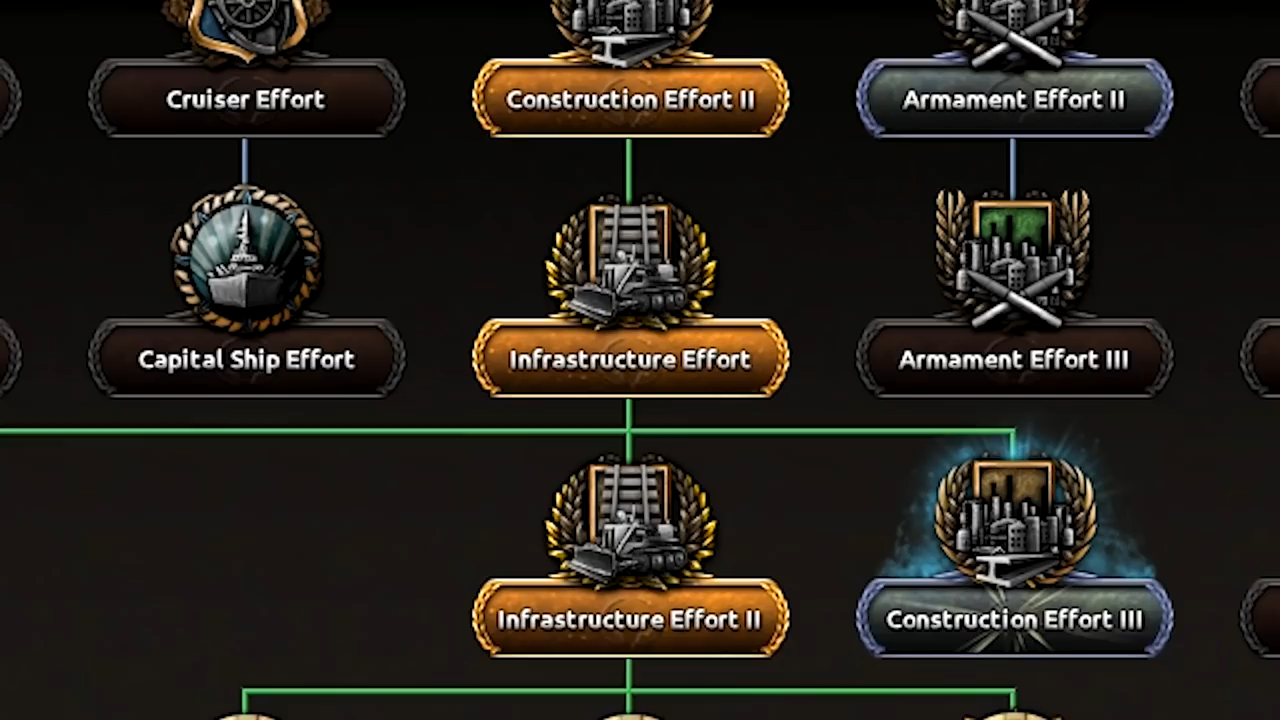 Cruiser Effort
Construction Effort II
Armament Effort II
Capital Ship Effort
Infrastructure Effort
Armament Effort III
Infrastructure Effort II
Construction Effort III